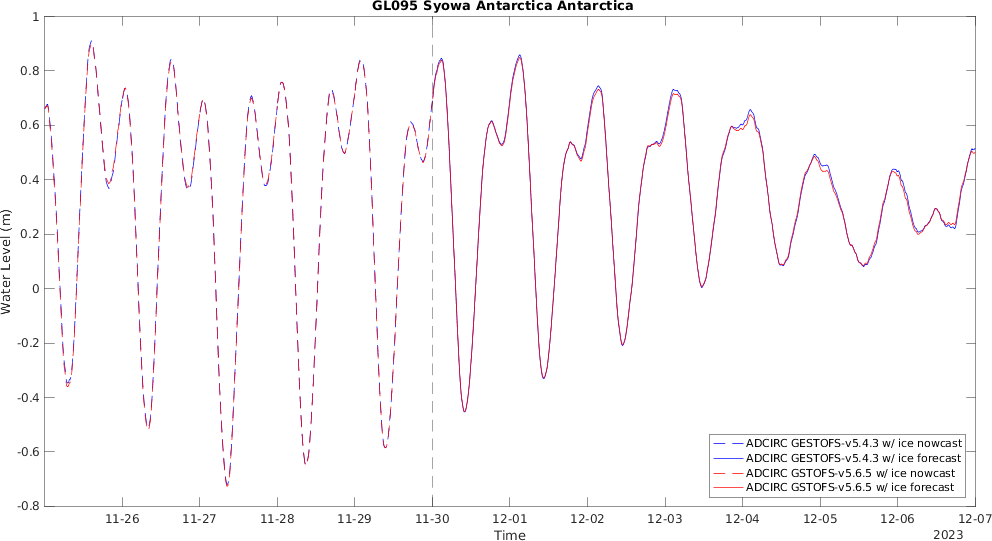 GL095 Syowa Antarctica Antarctica
1
0.8
0.6
0.4
0.2
0
-0.2
-0.4
-0.6
-0.8
Water Level (m)
ADCIRC GESTOFS-v5.4.3 w/ ice nowcast
ADCIRC GESTOFS-v5.4.3 w/ ice forecast
ADCIRC GSTOFS-v5.6.5 w/ ice nowcast
ADCIRC GSTOFS-v5.6.5 w/ ice forecast
11-26 11-27 11-28 11-29 11-30 12-01 12-02 12-03 12-04 12-05 12-06 12-07
Time
2023